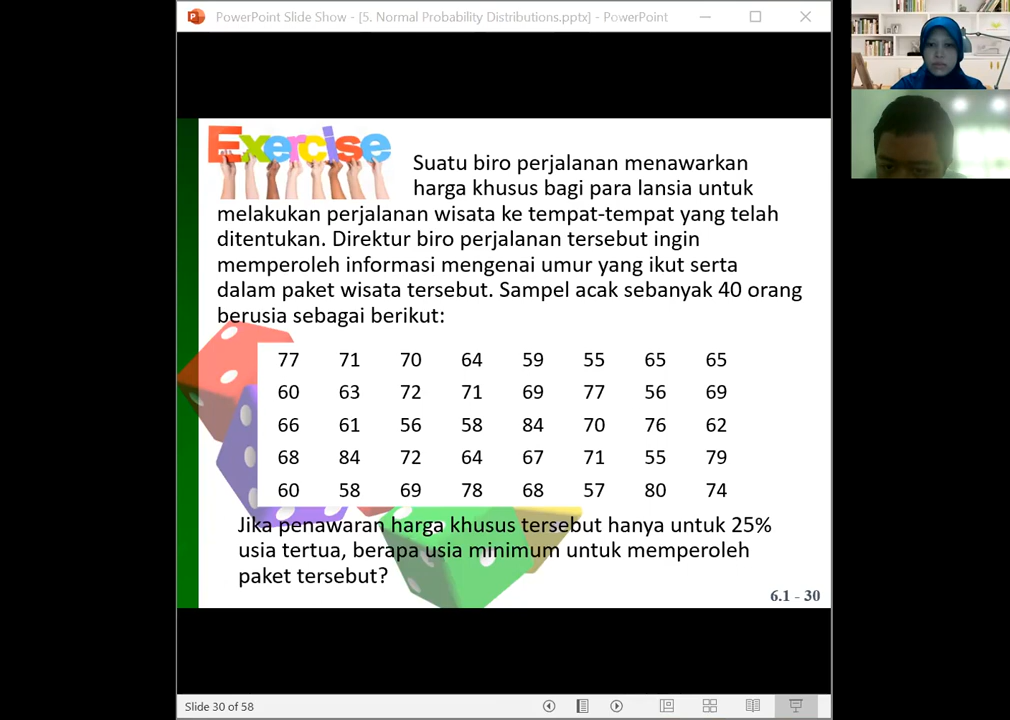 PowerPoint Slide Show - [5. Normal Probability Distributions.pptx] - PowerPoint
Exercise
Suatu biro perjalanan menawarkan
harga khusus bagi para lansia untuk
melakukan perjalanan wisata ke tempat-tempat yang telah
ditentukan. Direktur biro perjalanan tersebut ingin
memperoleh informasi mengenai umur yang ikut serta
dalam paket wisata tersebut. Sampel acak sebanyak 40 orang
berusia sebagai berikut:
77 71 70 64 59 55 65 65
60 63 72 71 69 77 56 69
66 61 56 58 84 70 76 62
68 84 72 64 67 71 55 79
60 58 69 78 68 57 80 74
Jika penawaran harga khusus tersebut hanya untuk 25%
usia tertua, berapa usia minimum untuk memperoleh
paket tersebut?
6.1 - 30
Slide 30 of 58